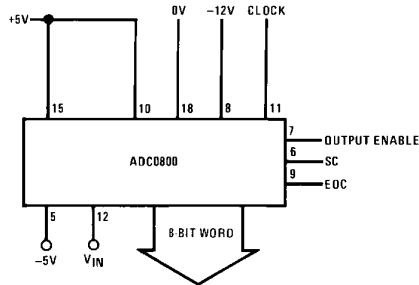 0V -12V CLOCK
+5V
15 10 18 8 11
7 OUTPUT ENABLE
ADC0800
6 SC
9 EOC
5 12
8-BIT WORD
-5V VIN